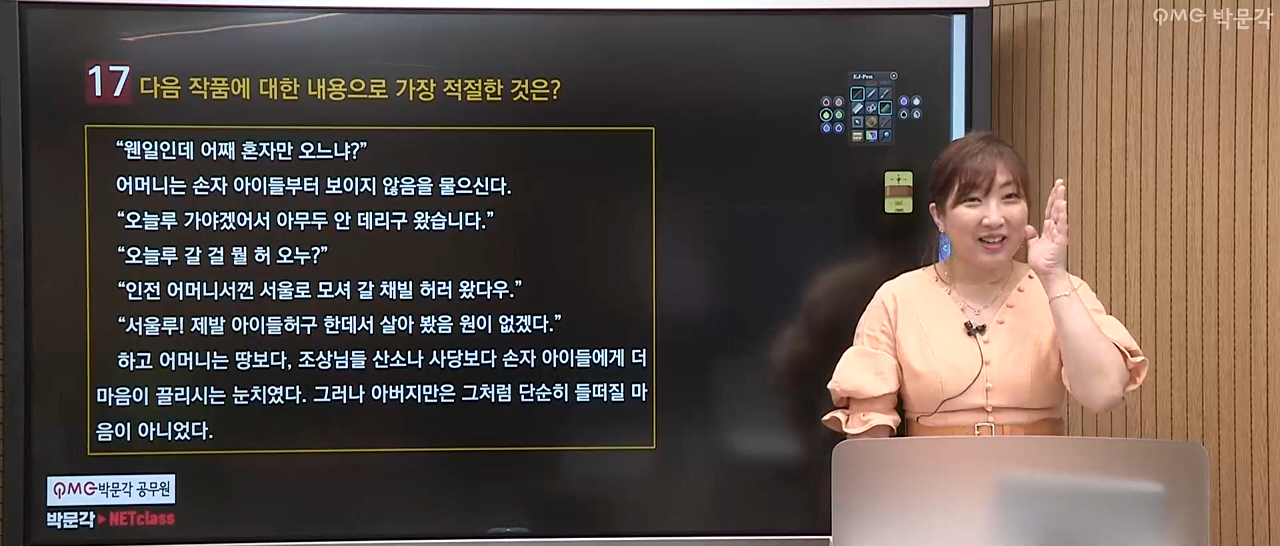 PMG 박문각
17 다음 작품에 대한 내용으로 가장 적절한 것은?
EJ-Pen
“웬일인데 어째 혼자만 오느냐?”
어머니는 손자 아이들부터 보이지 않음을 물으신다.
“오늘루 가야겠어서 아무두 안 데리구 왔습니다.”
“오늘루 갈 걸 뭘 허 오누?”
“인전 어머니서껀 서울로 모셔 갈 채빌 허러 왔다우.”
“서울루! 제발 아이들허구 한데서 살아 봤음 원이 없겠다.”
하고 어머니는 땅보다, 조상님들 산소나 사당보다 손자 아이들에게 더
마음이 끌리시는 눈치였다. 그러나 아버지만은 그처럼 단순히 들떠질 마
음이 아니었다.
PMG 박문각 공무원
박문각 NETclass